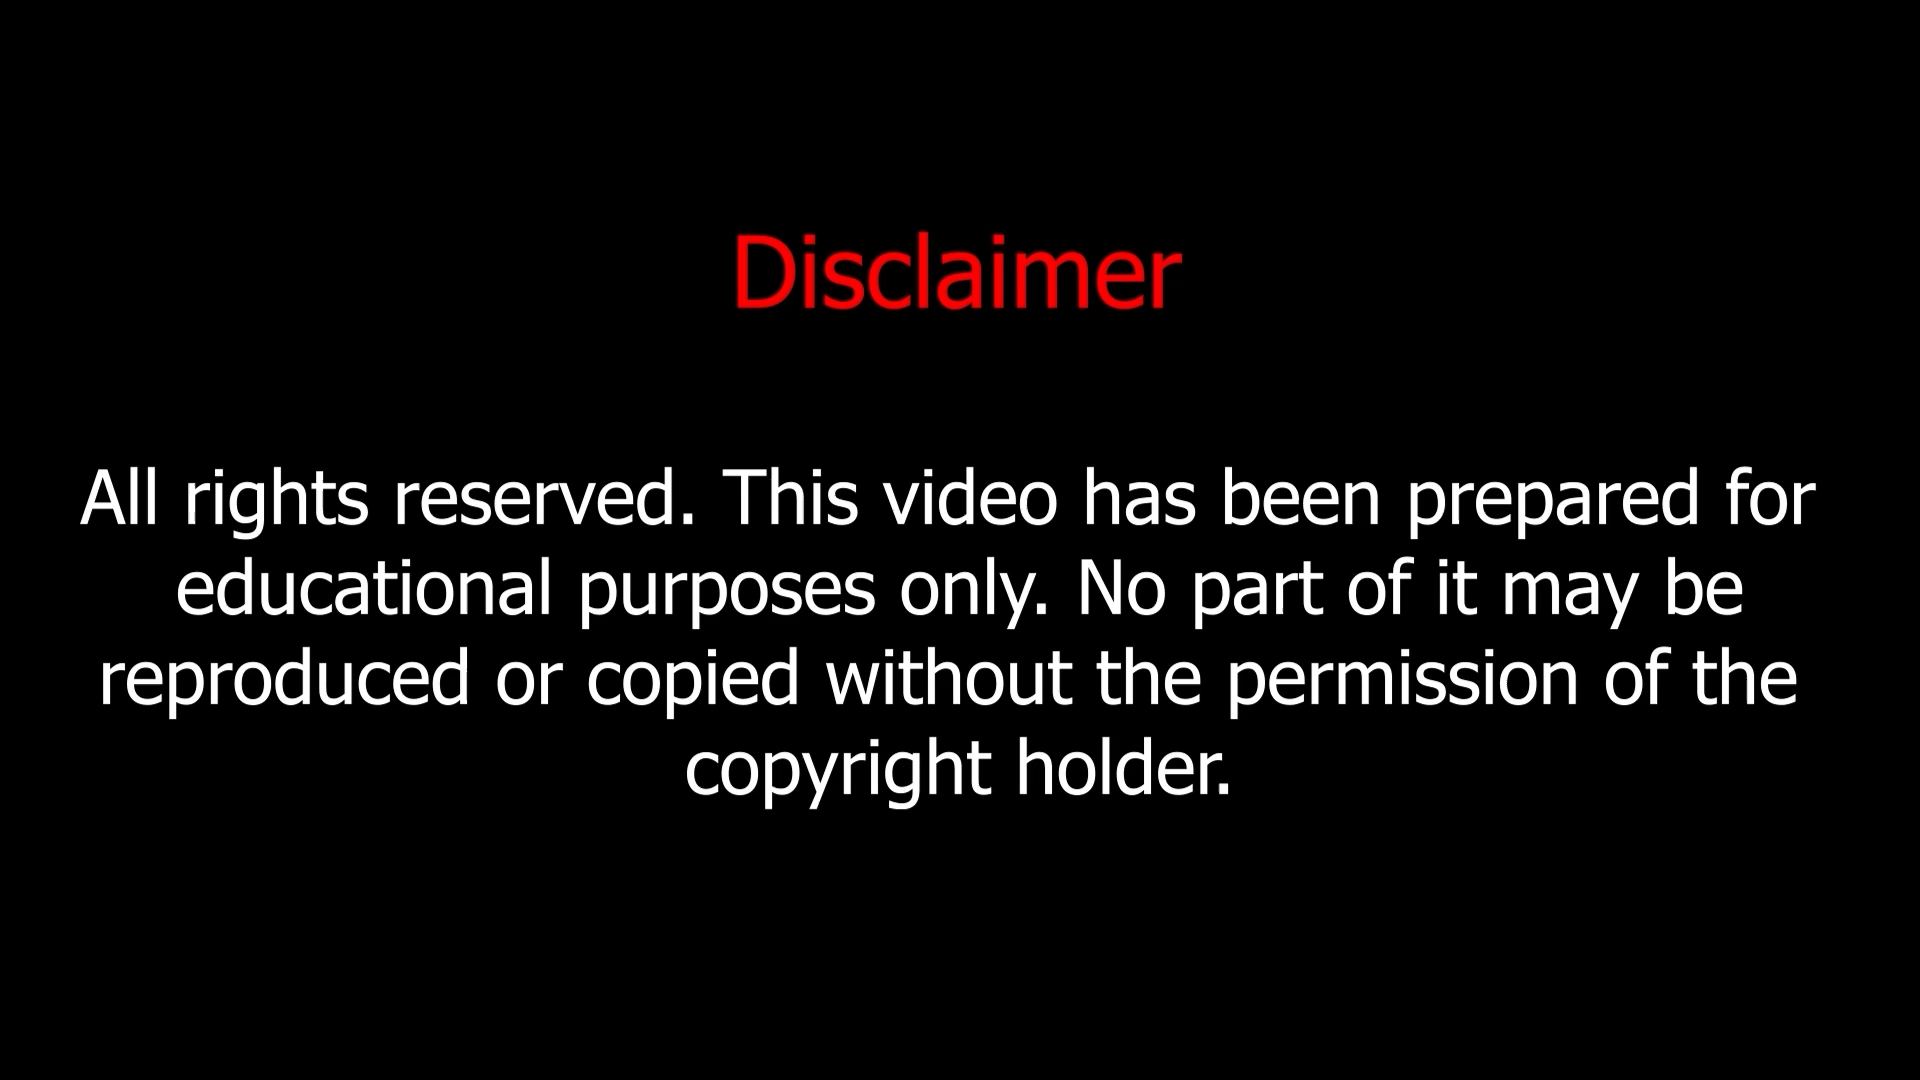 Disclaimer
All rights reserved. This video has been prepared for
educational purposes only. No part of it may be
reproduced or copied without the permission of the
copyright holder.